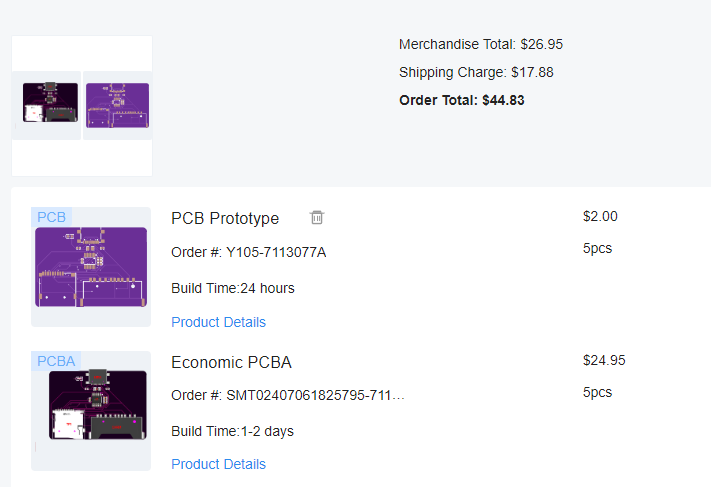 Merchandise Total: $26.95
Shipping Charge: $17.88
Order Total: $44.83
PCB
PCB Prototype
$2.00
Order #: Y105-7113077A
5pcs
Build Time:24 hours
Product Details
PCBA
Economic PCBA
$24.95
Order #: SMT02407061825795-711...
5pcs
Build Time:1-2 days
Product Details